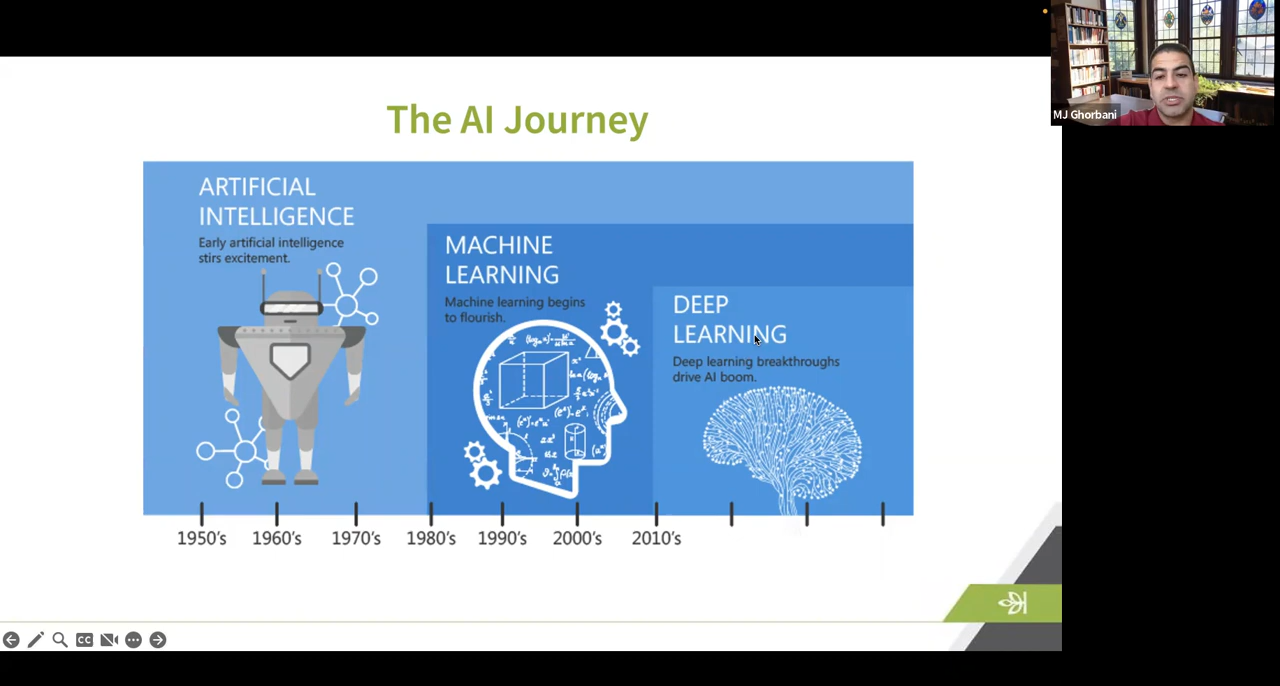 The AI Journey
ARTIFICIAL
INTELLIGENCE
Early artificial intelligence
stirs excitement.
MACHINE
LEARNING
Machine learning begins
to flourish.
DEEP
LEARNING
Deep learning breakthroughs
drive AI boom.
1950's 1960's 1970's 1980's 1990's 2000's 2010's
MJ Ghorbani
CC